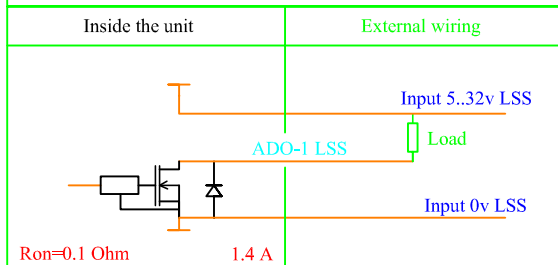 Inside the unit
External wiring
Input 5..32v LSS
Load
ADO-1 LSS
Input 0v LSS
Ron=0.1 Ohm
1.4 A